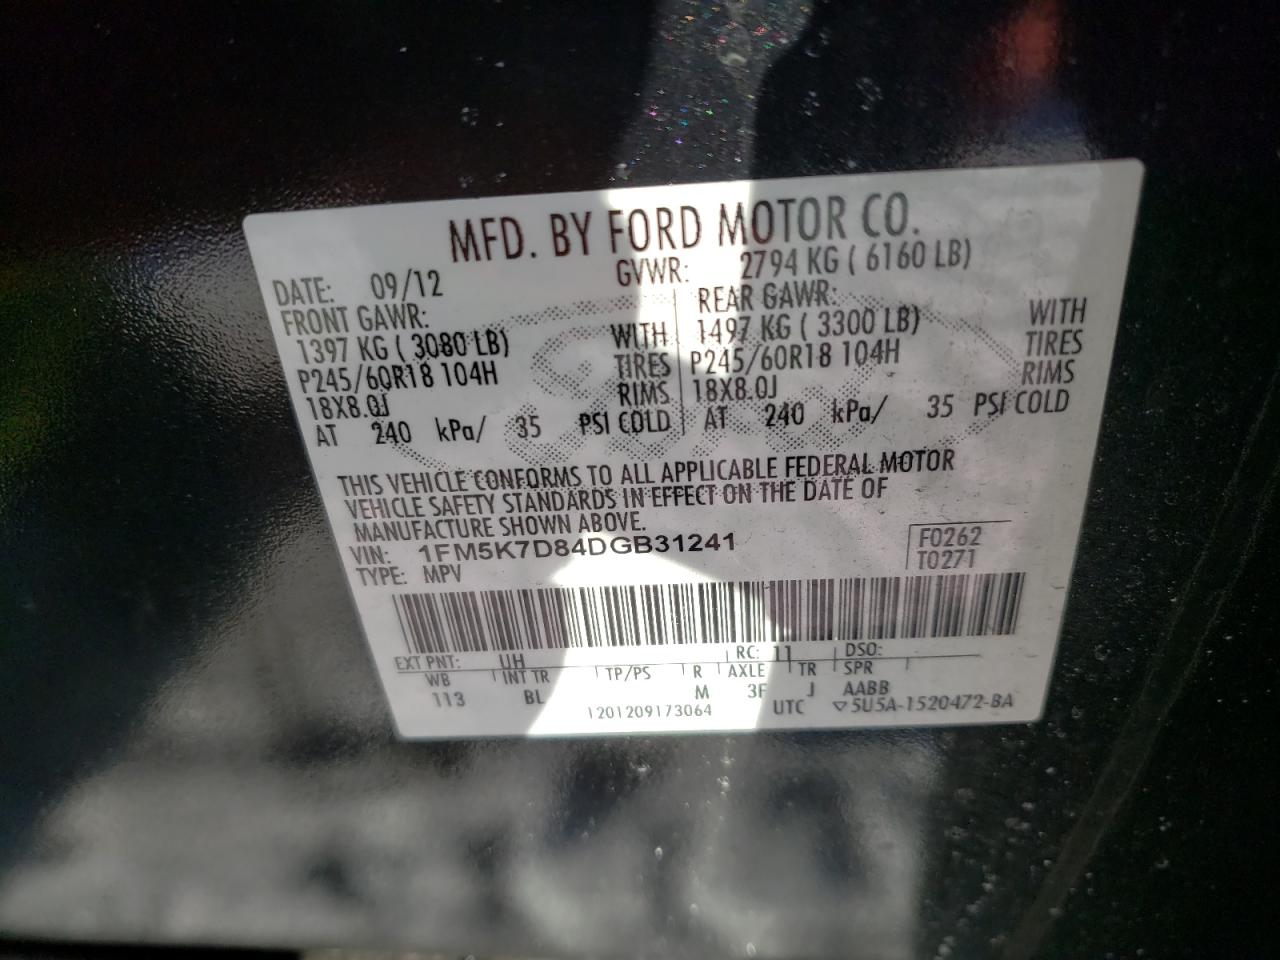 MFD. BY FORD MOTOR CO.
DATE: 09/12 GVWR: 2794 KG ( 6160 LB)
FRONT GAWR: REAR GAWR:
1397 KG ( 3080 LB) WITH 1497 KG ( 3300 LB) WITH
P245/60R18 104H TIRES P245/60R18 104H TIRES
18X8.0J RIMS 18X8.0J RIMS
AT 240 kPa/ 35 PSI COLD AT 240 kPa/ 35 PSI COLD
THIS VEHICLE CONFORMS TO ALL APPLICABLE FEDERAL MOTOR
VEHICLE SAFETY STANDARDS IN EFFECT ON THE DATE OF
MANUFACTURE SHOWN ABOVE.
VIN: 1FM5K7D84DGB31241 F0262
TYPE: MPV T0271
EXT PNT: UH RC: 11 DSO:
WB INT TR TP/PS R AXLE TR SPR
113 BL M 3F J AABB
1201209173064 UTC ▽5U5A-1520472-BA